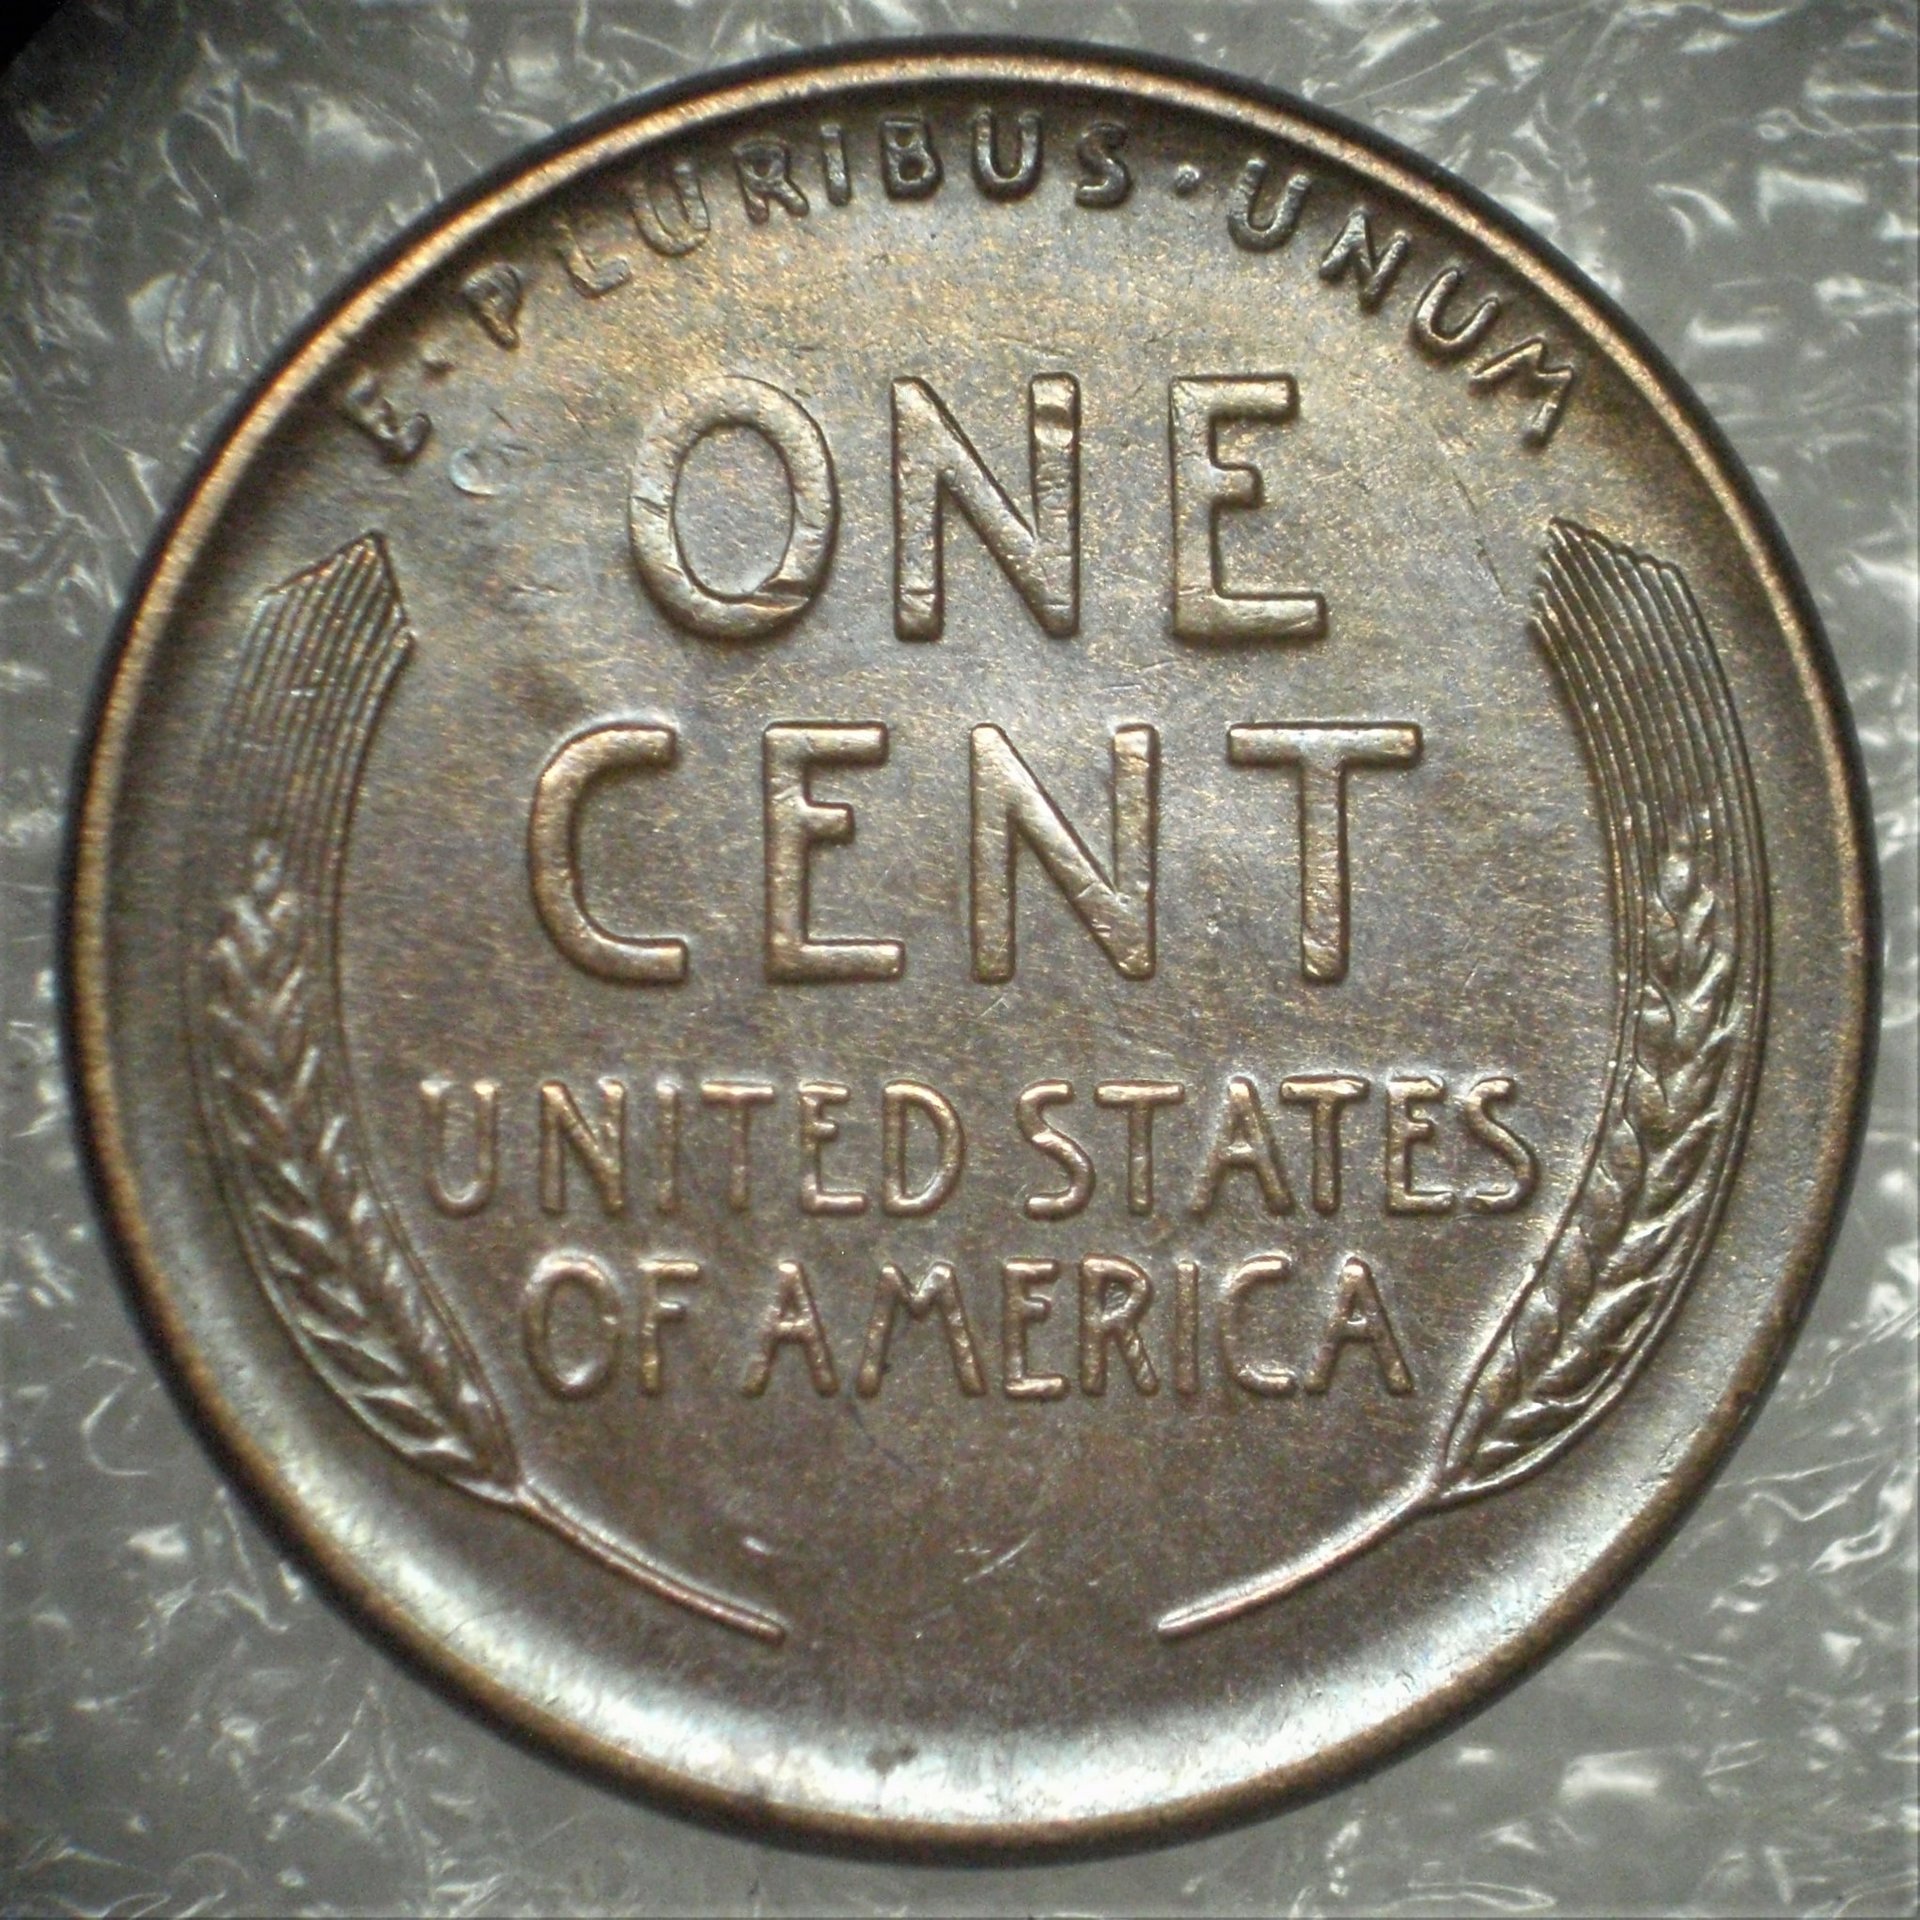 E·PLURIBUS·UNUM
ONE
CENT
UNITED STATES
OF AMERICA